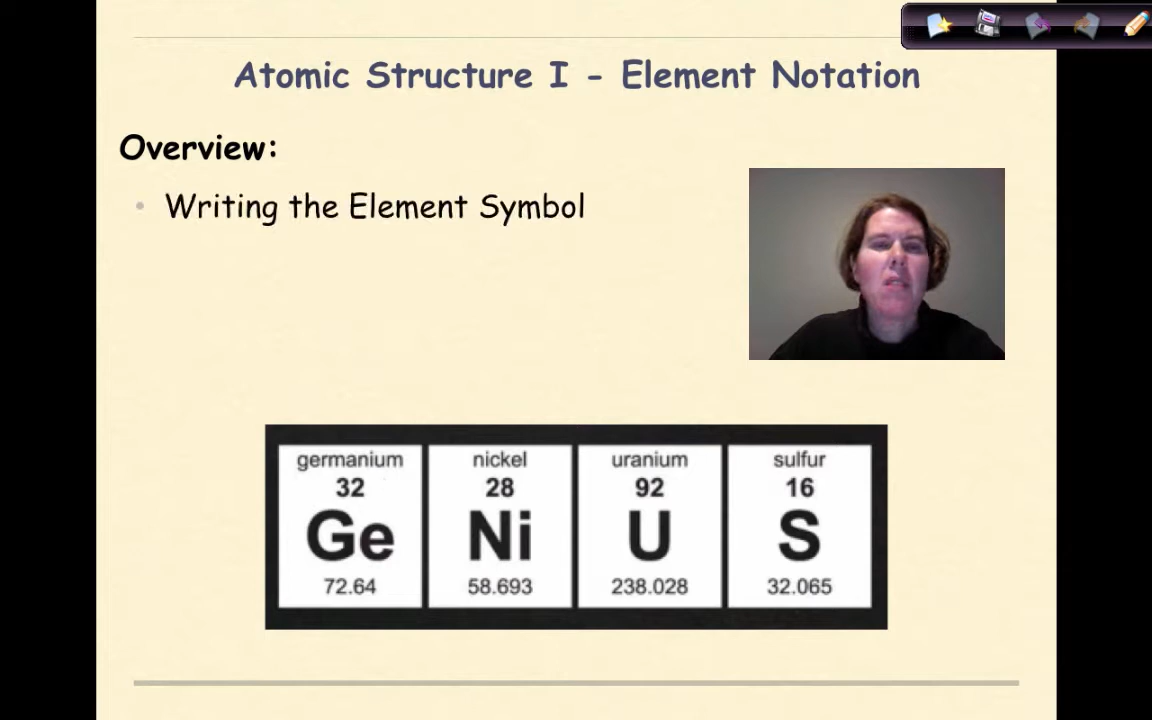 Atomic Structure I - Element Notation
Overview:
• Writing the Element Symbol
germanium
32
Ge
72.64
nickel
28
Ni
58.693
uranium
92
U
238.028
sulfur
16
S
32.065